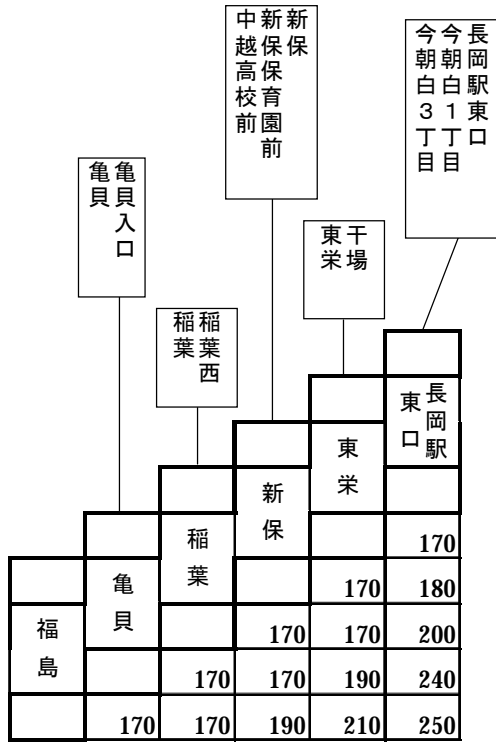 長岡駅東口
今朝白1丁目
今朝白3丁目
新保
新保保育園前
中越高校前
干場
東栄
亀貝入口
亀貝
稲葉西
稲葉
長岡駅
東口
東栄
新保
稲葉
亀貝
福島
170
170 180
170 170 200
170 170 190 240
170 170 190 210 250